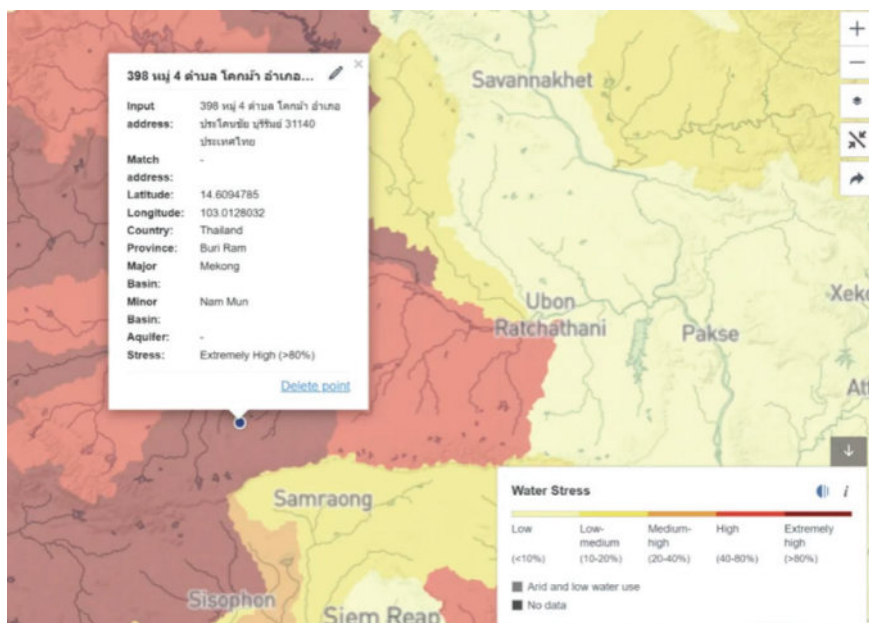 398 หมู่ 4 ตำบล โคกม้า อำเภอ...
Input address:
398 หมู่ 4 ตำบล โคกม้า อำเภอ
ประโคนชัย บุรีรัมย์ 31140
ประเทศไทย
Match address:
-
Latitude: 14.6094785
Longitude: 103.0128032
Country: Thailand
Province: Buri Ram
Major Basin: Mekong
Minor Basin: Nam Mun
Aquifer: -
Stress: Extremely High (>80%)
Delete point
Savannakhet
Ubon
Ratchathani
Pakse
Xek
Att
Samraong
Sisophon
Siem Reap
Water Stress
Low
(<10%)
Low-
medium
(10-20%)
Medium-
high
(20-40%)
High
(40-80%)
Extremely
high
(>80%)
Arid and low water use
No data